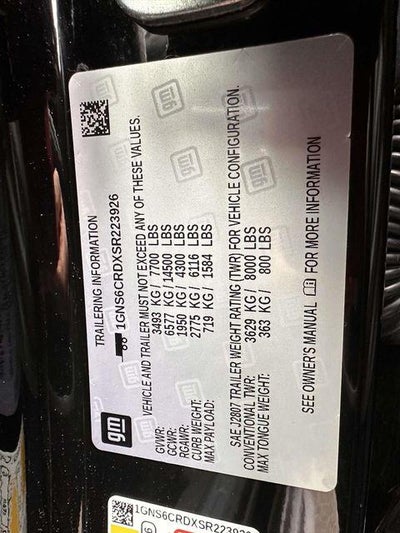 TRAILERING INFORMATION
1GNS6CRDXSR223926
gm
VEHICLE AND TRAILER MUST NOT EXCEED ANY OF THESE VALUES.
GVWR: 3493 KG / 7700 LBS
GCWR: 6577 KG / 14500 LBS
RGAWR: 1950 KG / 4300 LBS
CURB WEIGHT: 2775 KG / 6116 LBS
MAX PAYLOAD: 719 KG / 1584 LBS
SAE J2807 TRAILER WEIGHT RATING (TWR) FOR VEHICLE CONFIGURATION.
CONVENTIONAL TWR: 3629 KG / 8000 LBS
MAX TONGUE WEIGHT: 363 KG / 800 LBS
SEE OWNER'S MANUAL FOR MORE INFORMATION
1GNS6CRDXSR223926